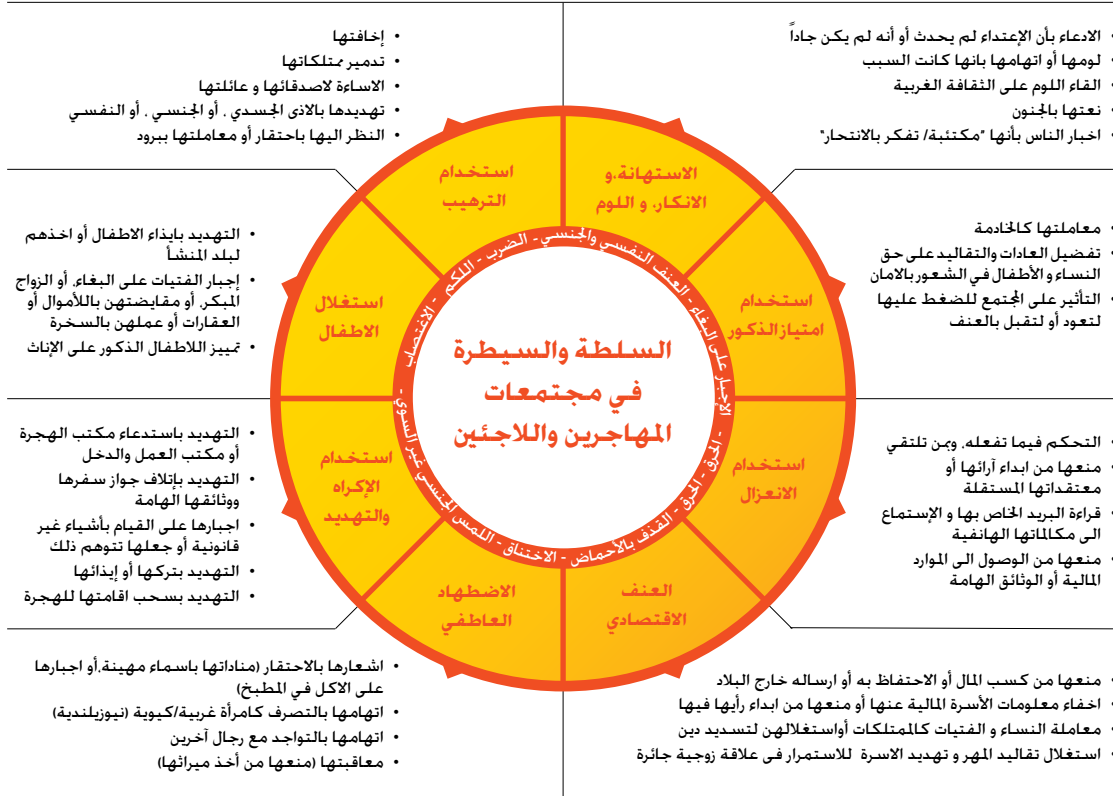 الادعاء بأن الإعتداء لم يحدث أو أنه لم يكن جاداً
لومها أو اتهامها بانها كانت السبب
القاء اللوم على الثقافة الغربية
نعتها بالجنون
اخبار الناس بأنها "مكتئبة/ تفكر بالانتحار"
إخافتها
تدمير ممتلكاتها
الاساءة لاصدقائها و عائلتها
تهديدها بالاذى الجسدي ، أو الجنسي ، أو النفسي
النظر اليها باحتقار أو معاملتها ببرود
الاستهانة،و
الانكار، و اللوم
استخدام
الترهيب
معاملتها كالخادمة
تفضيل العادات والتقاليد على حق
النساء و الأطفال في الشعور بالامان
التأثير على المجتمع للضغط عليها
لتعود أو لتقبل بالعنف
استخدام
امتياز الذكور
استغلال
الاطفال
التهديد بايذاء الاطفال أو اخذهم
لبلد المنشأ
إجبار الفتيات على البغاء، أو الزواج
المبكر، أو مقايضتهن باللأموال أو
العقارات أو عملهن بالسخرة
تمييز اللاطفال الذكور على الإناث
السلطة والسيطرة
في مجتمعات
المهاجرين واللاجئين
الإجبار على البغاء - العنف النفسي والجنسي - الضرب - اللكم - الاغتصاب
- الحرق - الحرق - القذف بالأحماض - الاختناق - اللمس الجنسي غير السوي -
التحكم فيما تفعله، وبمن تلتقي
منعها من ابداء آرائها أو
معتقداتها المستقلة
قراءة البريد الخاص بها و الإستماع
الى مكالماتها الهاتفية
منعها من الوصول الى الموارد
المالية أو الوثائق الهامة
استخدام
الانعزال
استخدام
الإكراه
والتهديد
التهديد باستدعاء مكتب الهجرة
أو مكتب العمل والدخل
التهديد بإتلاف جواز سفرها
ووثائقها الهامة
اجبارها على القيام بأشياء غير
قانونية أو جعلها تتوهم ذلك
التهديد بتركها أو إيذائها
التهديد بسحب اقامتها للهجرة
العنف
الاقتصادي
الاضطهاد
العاطفي
منعها من كسب المال أو الاحتفاظ به أو ارساله خارج البلاد
اخفاء معلومات الأسرة المالية عنها أو منعها من ابداء رأيها فيها
معاملة النساء و الفتيات كالممتلكات أواستغلالهن لتسديد دين
استغلال تقاليد المهر و تهديد الاسرة للاستمرار في علاقة زوجية جائرة
اشعارها بالاحتقار (مناداتها باسماء مهينة،أو اجبارها
على الاكل في المطبخ)
اتهامها بالتصرف كامرأة غربية/كيوية (نيوزيلندية)
اتهامها بالتواجد مع رجال آخرين
معاقبتها (منعها من أخذ ميراثها)